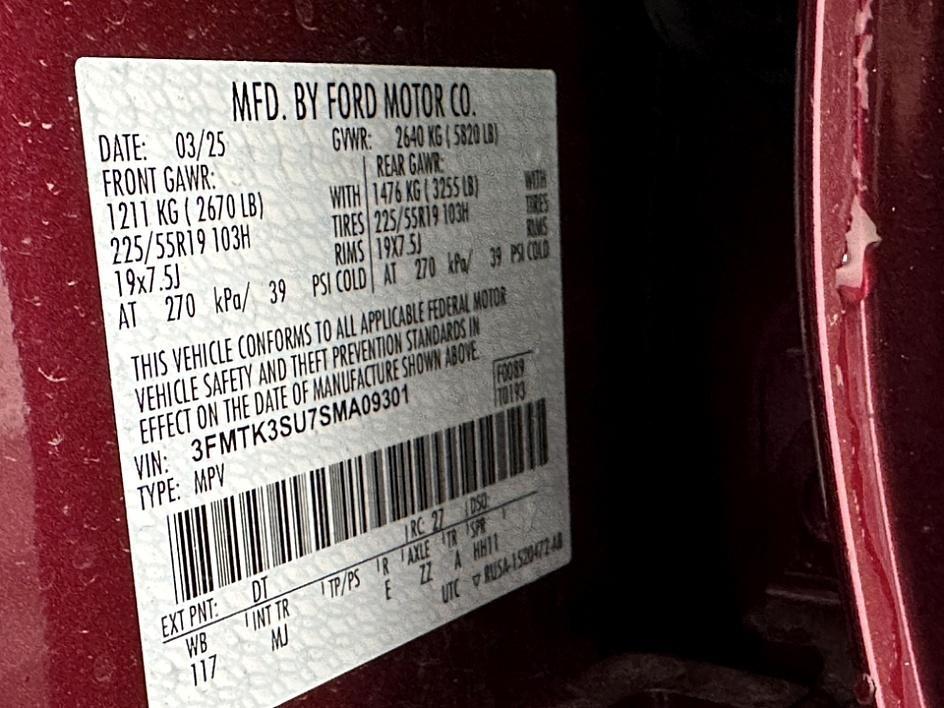 MFD. BY FORD MOTOR CO.
DATE: 03/25 GVWR: 2640 KG ( 5820 LB)
FRONT GAWR: REAR GAWR:
1211 KG ( 2670 LB) WITH 1476 KG ( 3255 LB) WITH
225/55R19 103H TIRES 225/55R19 103H TIRES
19x7.5J RIMS 19X7.5J RIMS
AT 270 kPa/ 39 PSI COLD AT 270 kPa/ 39 PSI COLD
THIS VEHICLE CONFORMS TO ALL APPLICABLE FEDERAL MOTOR
VEHICLE SAFETY AND THEFT PREVENTION STANDARDS IN
EFFECT ON THE DATE OF MANUFACTURE SHOWN ABOVE.
VIN: 3FMTK3SU7SMA09301
F0089
T0193
TYPE: MPV
EXT PNT: DT RC: 27 DSO:
WB INT TR TP/PS R AXLE TR SPR
117 MJ E ZZ A HH11
UTC ▽ RUSA-1520472-AB